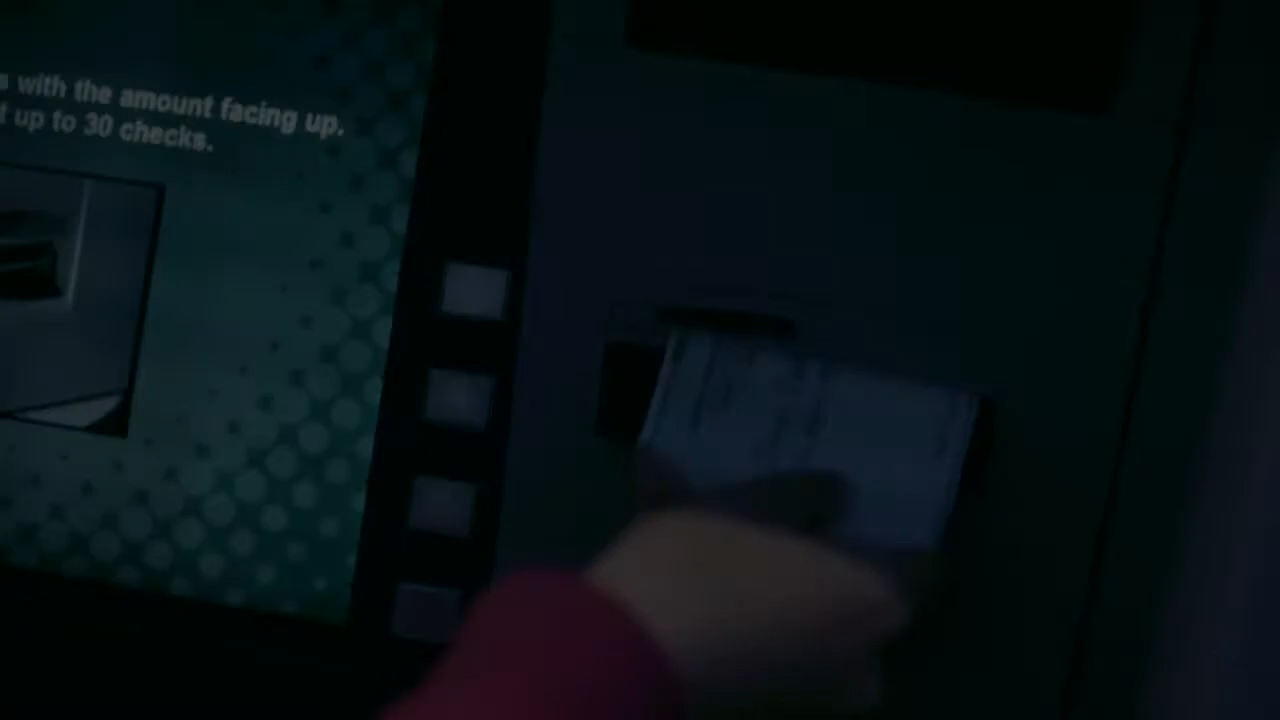 with the amount facing up.
up to 30 checks.